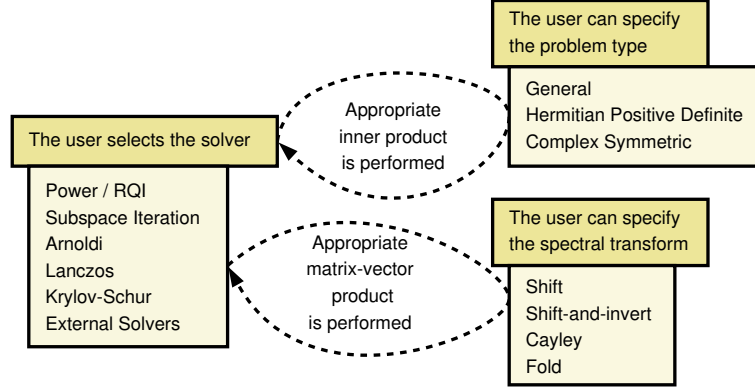 The user can specify
the problem type
General
Hermitian Positive Definite
Complex Symmetric
Appropriate
inner product
is performed
The user selects the solver
Power / RQI
Subspace Iteration
Arnoldi
Lanczos
Krylov-Schur
External Solvers
Appropriate
matrix-vector
product
is performed
The user can specify
the spectral transform
Shift
Shift-and-invert
Cayley
Fold